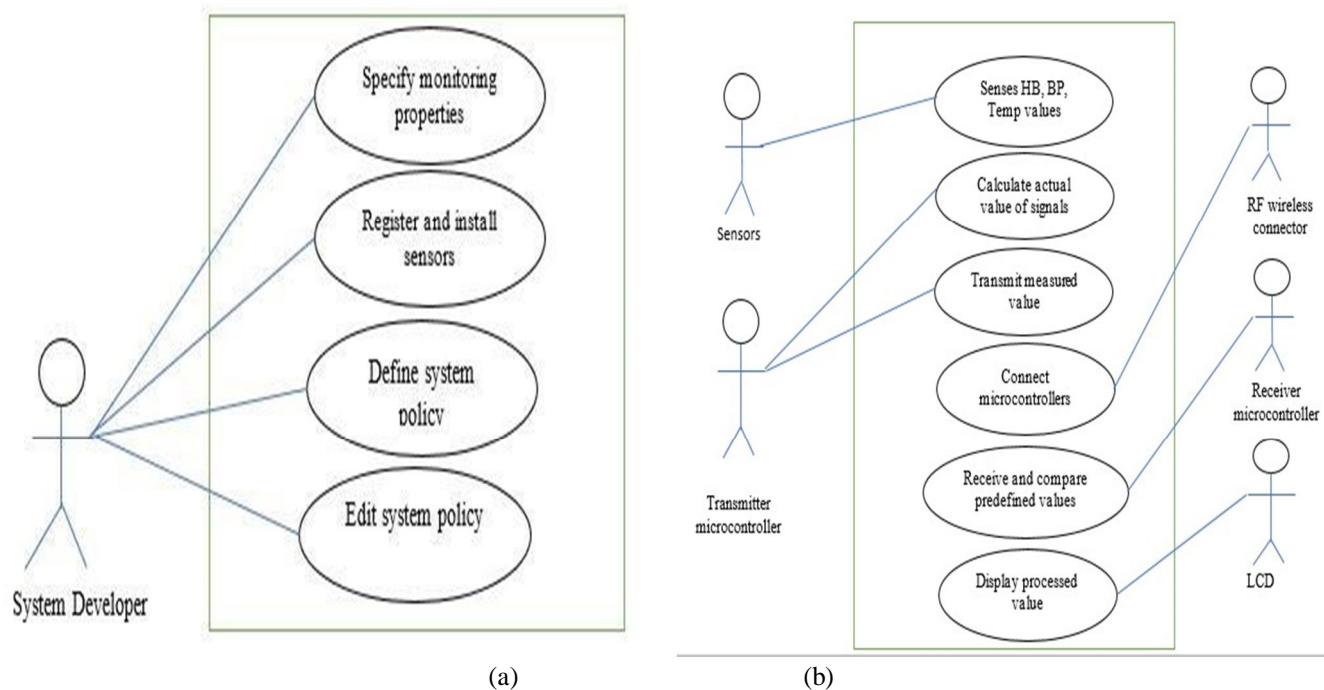 Specify monitoring
properties
Register and install
sensors
Define system
policy
Edit system policy
System Developer
(a)
Senses HB, BP,
Temp values
Calculate actual
value of signals
Transmit measured
value
Connect
microcontrollers
Receive and compare
predefined values
Display processed
value
Sensors
Transmitter
microcontroller
RF wireless
connector
Receiver
microcontroller
LCD
(b)